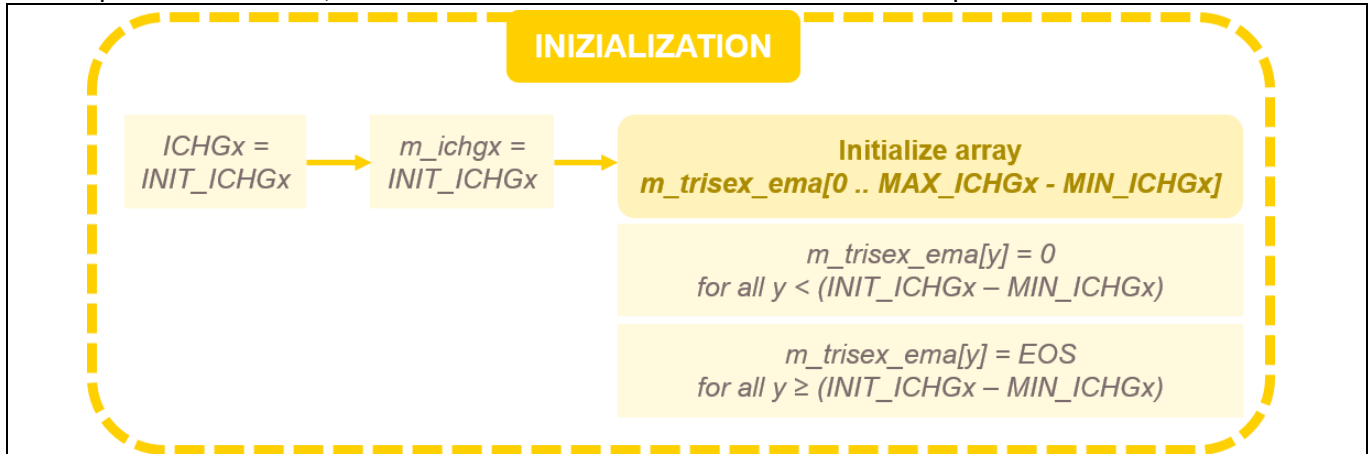 INIZIALIZATION
ICHGx =
INIT_ICHGx
m_ichgx =
INIT_ICHGx
Initialize array
m_trisex_ema[0 .. MAX_ICHGx - MIN_ICHGx]
m_trisex_ema[y] = 0
for all y < (INIT_ICHGx – MIN_ICHGx)
m_trisex_ema[y] = EOS
for all y ≥ (INIT_ICHGx – MIN_ICHGx)